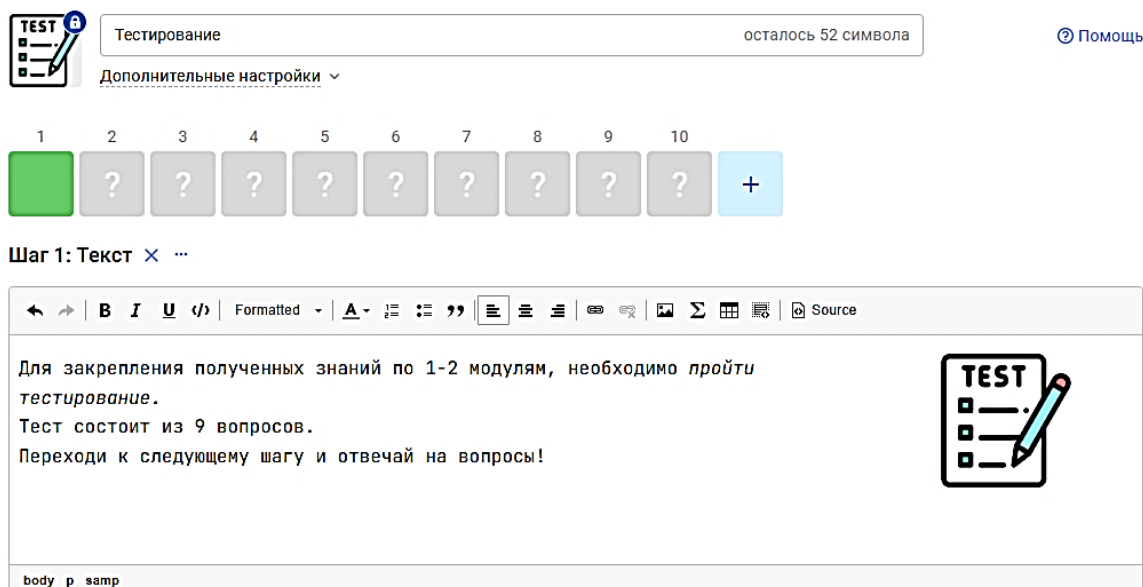 TEST
Тестирование осталось 52 символа
Помощь
Дополнительные настройки
1 2 3 4 5 6 7 8 9 10
? ? ? ? ? ? ? ? ? +
Шаг 1: Текст
B I U </> Formatted A Σ Source
Для закрепления полученных знаний по 1-2 модулям, необходимо пройти
тестирование.
Тест состоит из 9 вопросов.
Переходи к следующему шагу и отвечай на вопросы!
TEST
body p samp